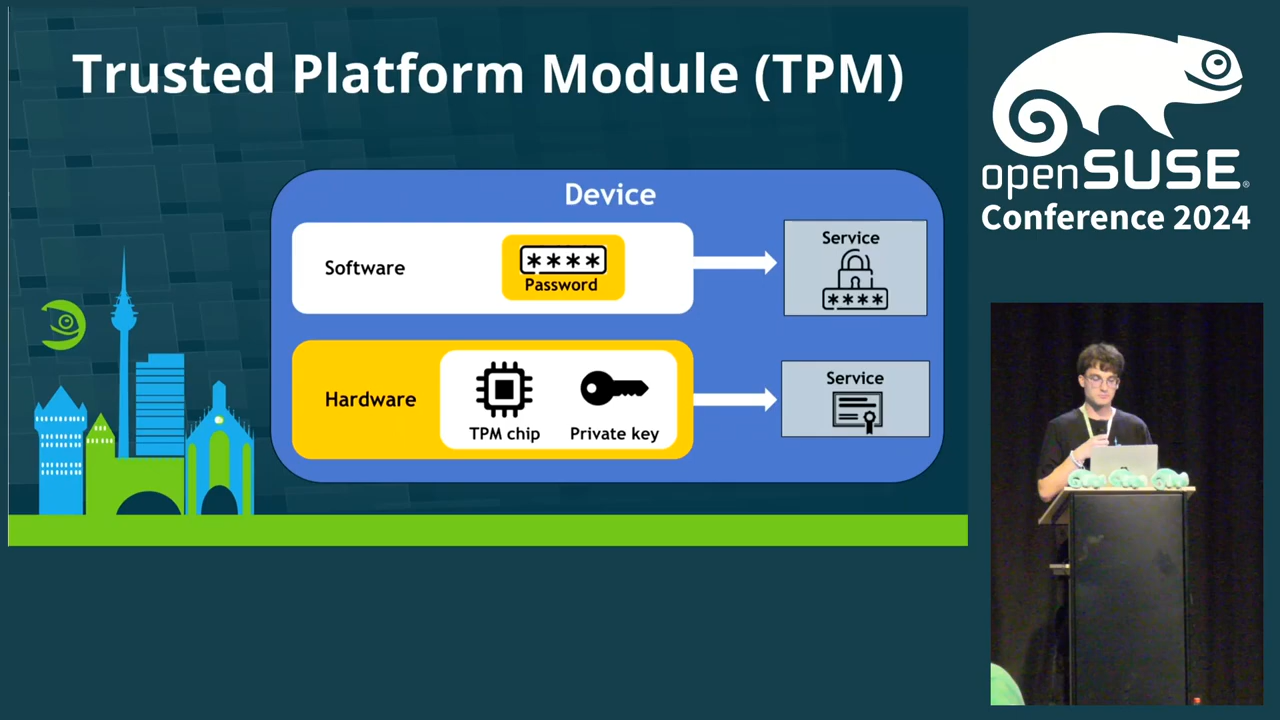 Trusted Platform Module (TPM)
Device
Software
****
Password
Service
****
Hardware
TPM chip
Private key
Service
openSUSE®
Conference 2024